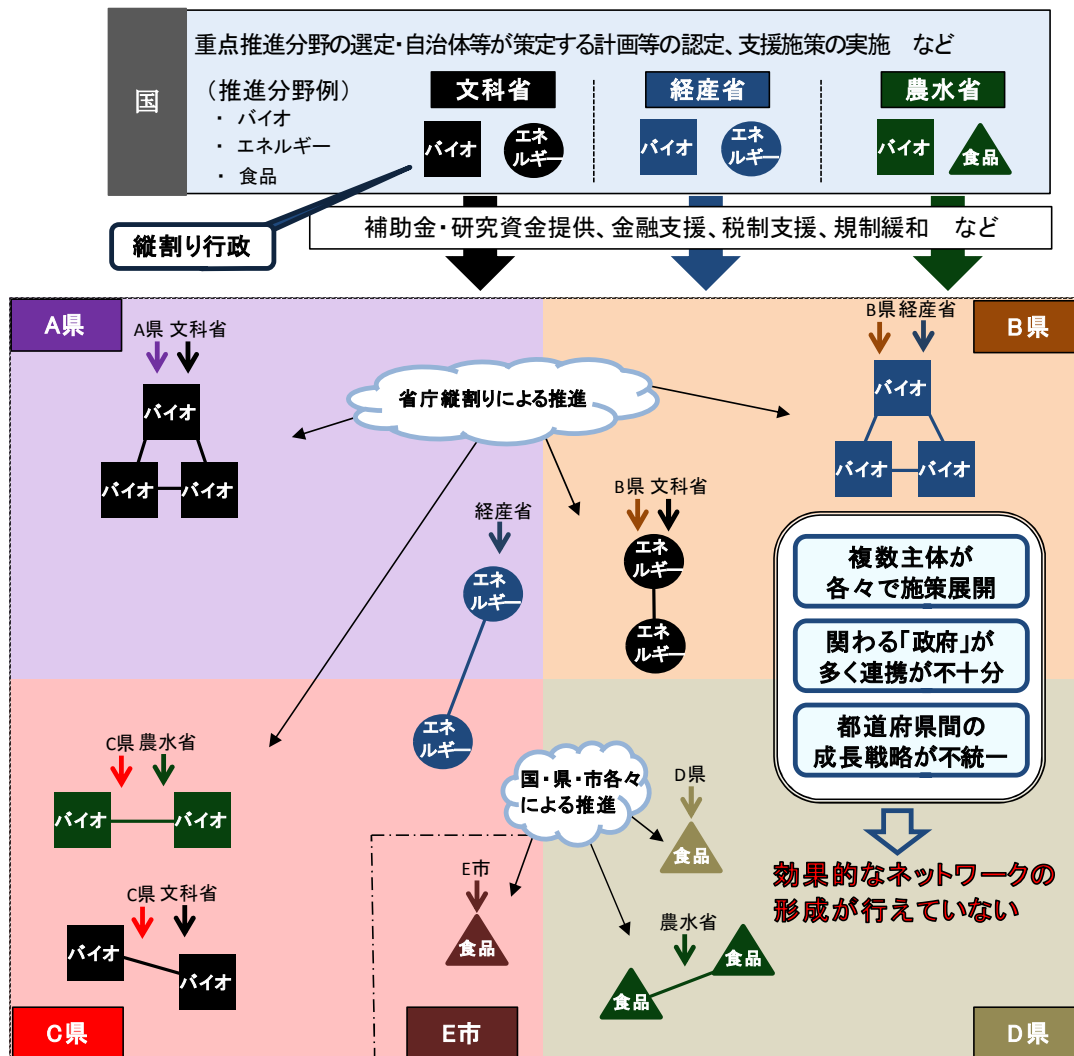 国
重点推進分野の選定・自治体等が策定する計画等の認定、支援施策の実施　など
（推進分野例）
・ バイオ
・ エネルギー
・ 食品
文科省
バイオ
エネ
ルギー
経産省
バイオ
エネ
ルギー
農水省
バイオ
食品
縦割り行政
補助金・研究資金提供、金融支援、税制支援、規制緩和　など
A県
A県 文科省
バイオ
バイオ
バイオ
省庁縦割りによる推進
B県
B県 経産省
バイオ
バイオ
バイオ
経産省
エネ
ルギー
エネ
ルギー
B県 文科省
エネ
ルギー
エネ
ルギー
複数主体が
各々で施策展開
関わる「政府」が
多く連携が不十分
都道府県間の
成長戦略が不統一
効果的なネットワークの
形成が行えていない
C県 農水省
バイオ
バイオ
C県 文科省
バイオ
バイオ
C県
国・県・市各々
による推進
E市
食品
E市
D県
食品
農水省
食品
食品
D県